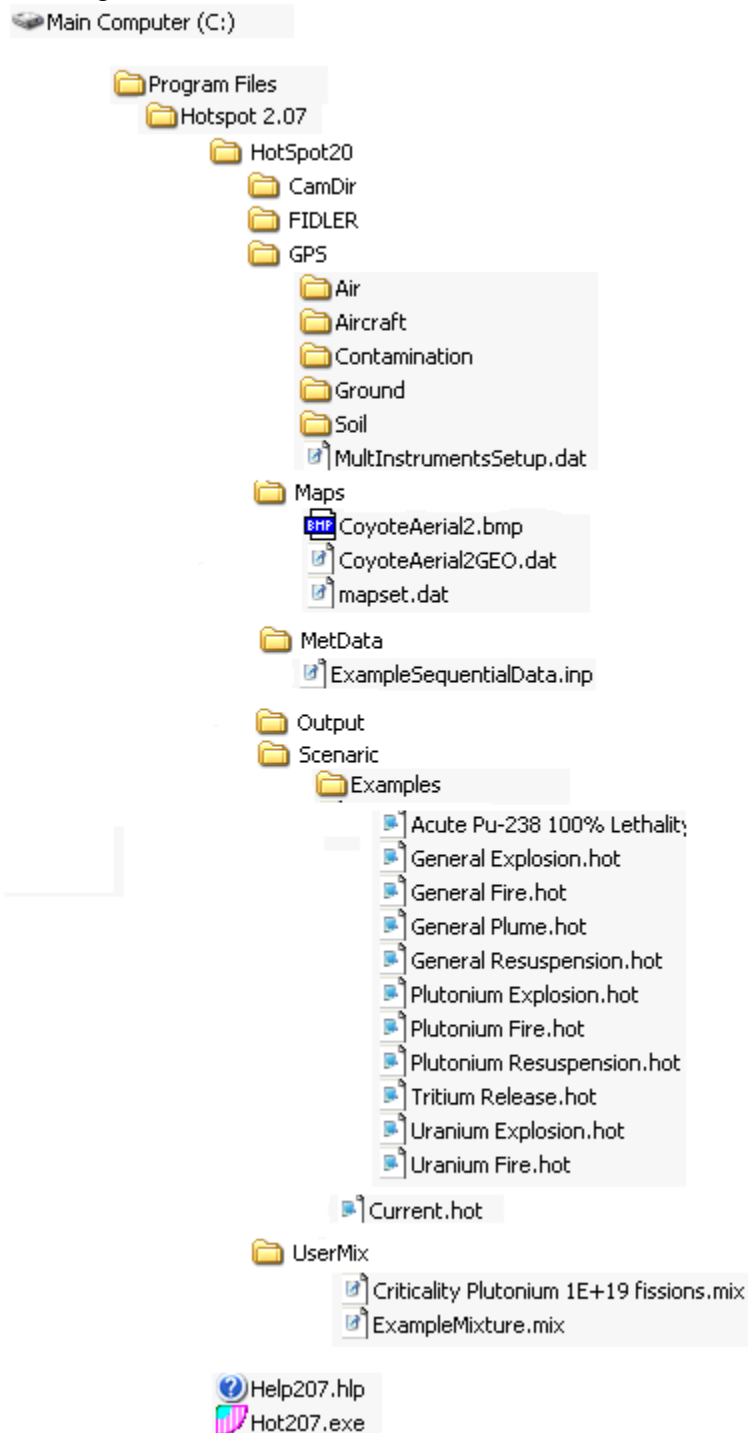 Main Computer (C:)
Program Files
Hotspot 2.07
HotSpot20
CamDir
FIDLER
GPS
Air
Aircraft
Contamination
Ground
Soil
MultInstrumentsSetup.dat
Maps
BMP CoyoteAerial2.bmp
CoyoteAerial2GEO.dat
mapset.dat
MetData
ExampleSequentialData.inp
Output
Scenaric
Examples
Acute Pu-238 100% Lethality
General Explosion.hot
General Fire.hot
General Plume.hot
General Resuspension.hot
Plutonium Explosion.hot
Plutonium Fire.hot
Plutonium Resuspension.hot
Tritium Release.hot
Uranium Explosion.hot
Uranium Fire.hot
Current.hot
UserMix
Criticality Plutonium 1E+19 fissions.mix
ExampleMixture.mix
Help207.hlp
Hot207.exe